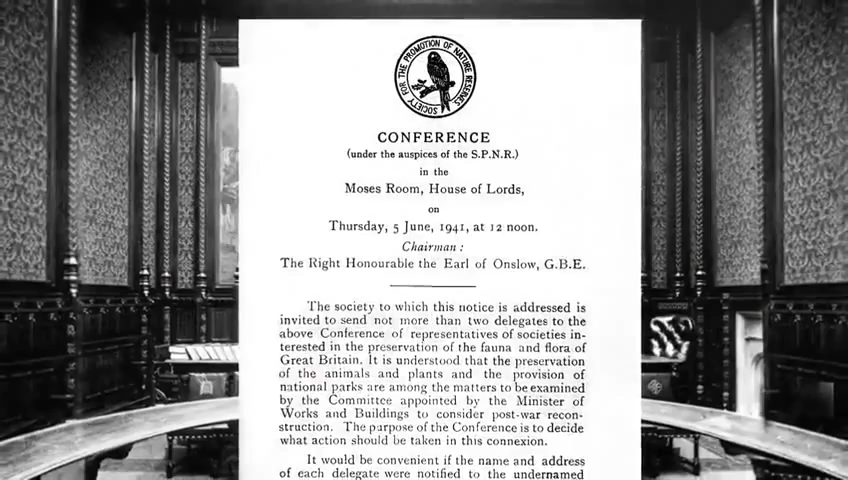 SOCIETY FOR THE PROMOTION OF NATURE RESERVES
CONFERENCE
(under the auspices of the S.P.N.R.)
in the
Moses Room, House of Lords,
on
Thursday, 5 June, 1941, at 12 noon.
Chairman :
The Right Honourable the Earl of Onslow, G.B.E.
The society to which this notice is addressed is
invited to send not more than two delegates to the
above Conference of representatives of societies in-
terested in the preservation of the fauna and flora of
Great Britain. It is understood that the preservation
of the animals and plants and the provision of
national parks are among the matters to be examined
by the Committee appointed by the Minister of
Works and Buildings to consider post-war recon-
struction. The purpose of the Conference is to decide
what action should be taken in this connexion.
It would be convenient if the name and address
of each delegate were notified to the undernamed